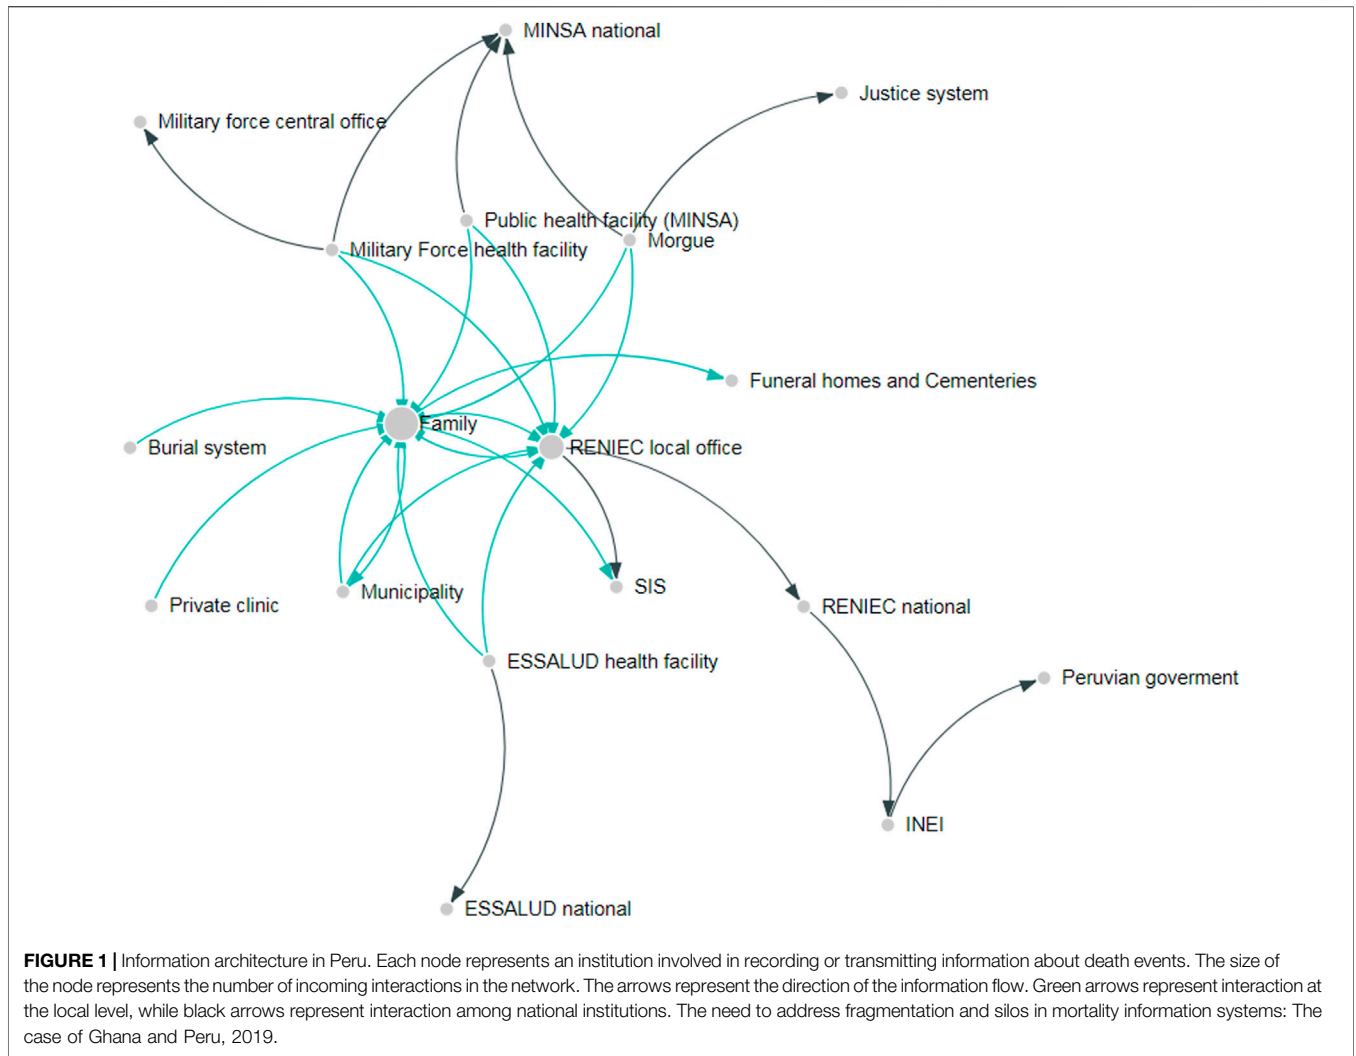 MINSA national
Justice system
Military force central office
Public health facility (MINSA)
Morgue
Military Force health facility
Funeral homes and Cementeries
Family
Burial system
RENIEC local office
SIS
Municipality
Private clinic
RENIEC national
ESSALUD health facility
Peruvian goverment
INEI
ESSALUD national
FIGURE 1 | Information architecture in Peru. Each node represents an institution involved in recording or transmitting information about death events. The size of
the node represents the number of incoming interactions in the network. The arrows represent the direction of the information flow. Green arrows represent interaction at
the local level, while black arrows represent interaction among national institutions. The need to address fragmentation and silos in mortality information systems: The
case of Ghana and Peru, 2019.